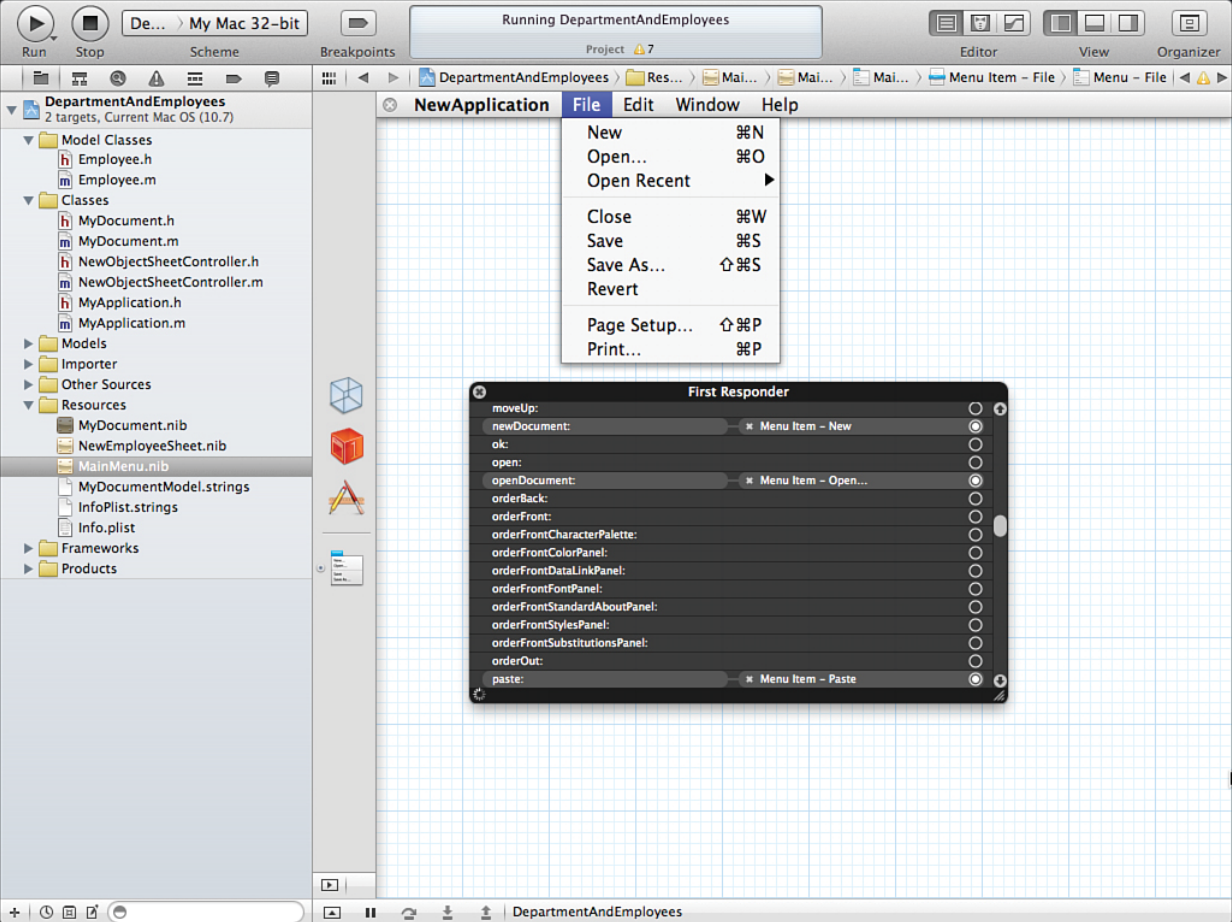 De... My Mac 32-bit
Running DepartmentAndEmployees
Project 7
Run Stop Scheme Breakpoints Editor View Organizer
DepartmentAndEmployees Res... Mai... Mai... Mai... Menu Item – File Menu – File
DepartmentAndEmployees
2 targets, Current Mac OS (10.7)
Model Classes
h Employee.h
m Employee.m
Classes
h MyDocument.h
m MyDocument.m
h NewObjectSheetController.h
m NewObjectSheetController.m
h MyApplication.h
m MyApplication.m
Models
Importer
Other Sources
Resources
MyDocument.nib
NewEmployeeSheet.nib
MainMenu.nib
MyDocumentModel.strings
InfoPlist.strings
Info.plist
Frameworks
Products
NewApplication File Edit Window Help
New ⌘N
Open... ⌘O
Open Recent
Close ⌘W
Save ⌘S
Save As... ⇧⌘S
Revert
Page Setup... ⇧⌘P
Print... ⌘P
First Responder
moveUp:
newDocument: Menu Item – New
ok:
open:
openDocument: Menu Item – Open...
orderBack:
orderFront:
orderFrontCharacterPalette:
orderFrontColorPanel:
orderFrontDataLinkPanel:
orderFrontFontPanel:
orderFrontStandardAboutPanel:
orderFrontStylesPanel:
orderFrontSubstitutionsPanel:
orderOut:
paste: Menu Item – Paste
DepartmentAndEmployees